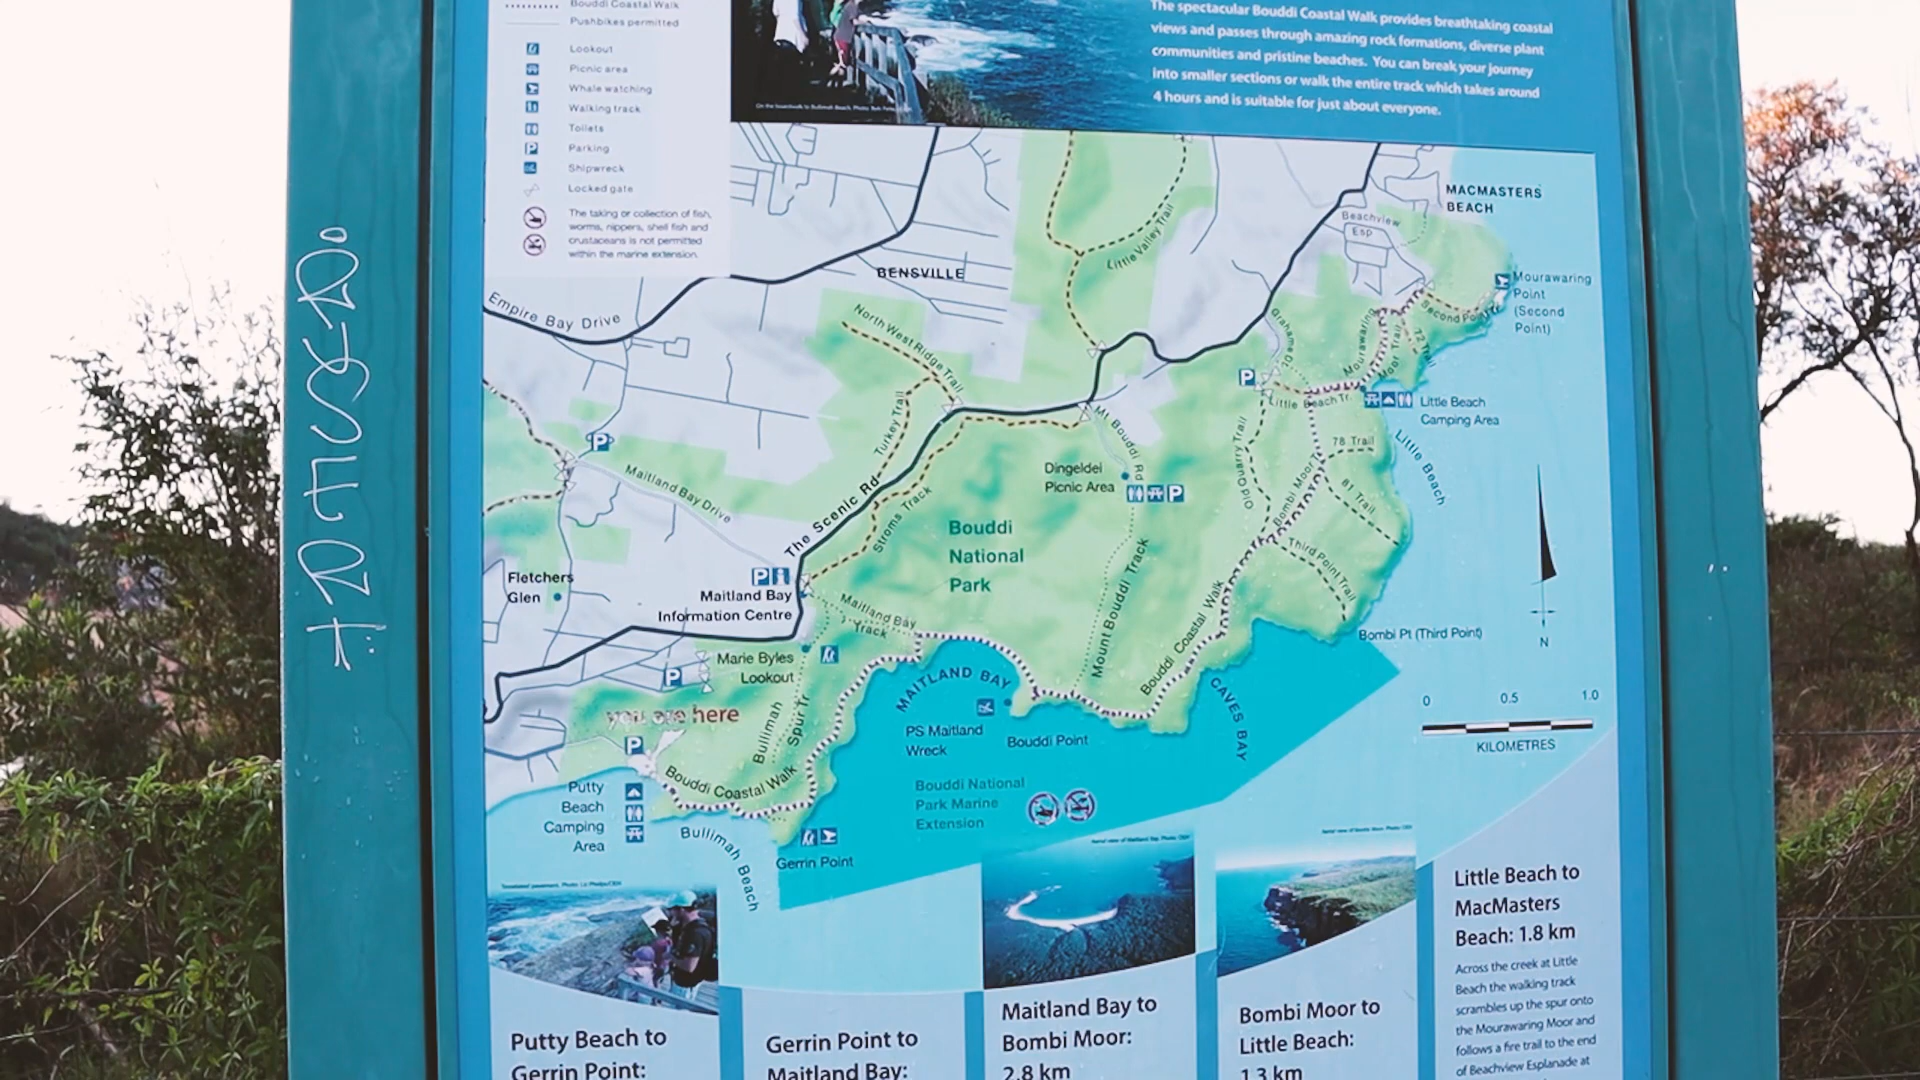 Bouddi Coastal Walk
Pushbikes permitted
Lookout
Picnic area
Whale watching
Walking track
Toilets
Parking
Shipwreck
Locked gate
The taking or collection of fish,
worms, nippers, shell fish and
crustaceans is not permitted
within the marine extension.
The spectacular Bouddi Coastal Walk provides breathtaking coastal
views and passes through amazing rock formations, diverse plant
communities and pristine beaches. You can break your journey
into smaller sections or walk the entire track which takes around
4 hours and is suitable for just about everyone.
MACMASTERS
BEACH
Beachview
Esp
Little Valley Trail
BENSVILLE
Empire Bay Drive
Mourawaring
Point
(Second
Point)
Second Point Tr
North West Ridge Trail
Mourawaring
Moor Trail
72 Trail
P
Little Beach Tr.
Little Beach
Camping Area
Turkey Trail
Mt Bouddi Rd
P
Maitland Bay Drive
Dingeldei
Picnic Area
P
Old Quarry Trail
78 Trail
Little Beach
81 Trail
Bombi Moor
The Scenic Rd
Stroms Track
Bouddi
National
Park
Third Point Trail
Fletchers
Glen
P
Maitland Bay
Information Centre
Maitland Bay
Track
Mount Bouddi Track
Bouddi Coastal Walk
Bombi Pt (Third Point)
N
Marie Byles
Lookout
P
MAITLAND BAY
CAVES BAY
0 0.5 1.0
KILOMETRES
you are here
P
Bullimah
Spur Tr
PS Maitland
Wreck
Bouddi Point
Bouddi Coastal Walk
Bouddi National
Park Marine
Extension
Putty
Beach
Camping
Area
Bullimah Beach
Gerrin Point
Putty Beach to
Gerrin Point:
Gerrin Point to
Maitland Bay:
Maitland Bay to
Bombi Moor:
2.8 km
Bombi Moor to
Little Beach:
1.3 km
Little Beach to
MacMasters
Beach: 1.8 km
Across the creek at Little
Beach the walking track
scrambles up the spur onto
the Mourawaring Moor and
follows a fire trail to the end
of Beachview Esplanade at